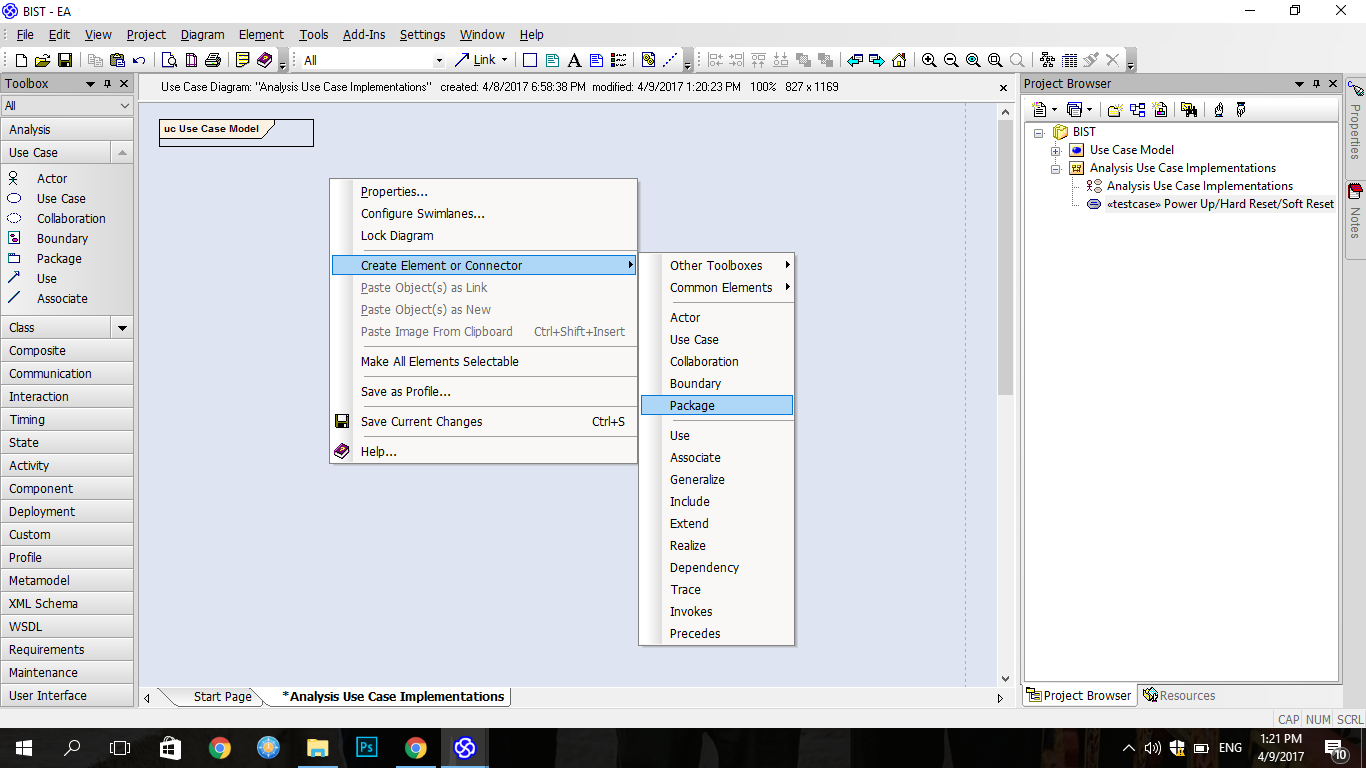 BIST - EA
File Edit View Project Diagram Element Tools Add-Ins Settings Window Help
All Link
Toolbox
All
Analysis
Use Case
Actor
Use Case
Collaboration
Boundary
Package
Use
Associate
Class
Composite
Communication
Interaction
Timing
State
Activity
Component
Deployment
Custom
Profile
Metamodel
XML Schema
WSDL
Requirements
Maintenance
User Interface
Use Case Diagram: "Analysis Use Case Implementations" created: 4/8/2017 6:58:38 PM modified: 4/9/2017 1:20:23 PM 100% 827 x 1169
uc Use Case Model
Properties...
Configure Swimlanes...
Lock Diagram
Create Element or Connector
Paste Object(s) as Link
Paste Object(s) as New
Paste Image From Clipboard Ctrl+Shift+Insert
Make All Elements Selectable
Save as Profile...
Save Current Changes Ctrl+S
Help...
Other Toolboxes
Common Elements
Actor
Use Case
Collaboration
Boundary
Package
Use
Associate
Generalize
Include
Extend
Realize
Dependency
Trace
Invokes
Precedes
Start Page *Analysis Use Case Implementations
Project Browser
BIST
Use Case Model
Analysis Use Case Implementations
Analysis Use Case Implementations
«testcase» Power Up/Hard Reset/Soft Reset
Project Browser Resources
Properties
Notes
CAP NUM SCRL
Ps
ENG
1:21 PM
4/9/2017
10